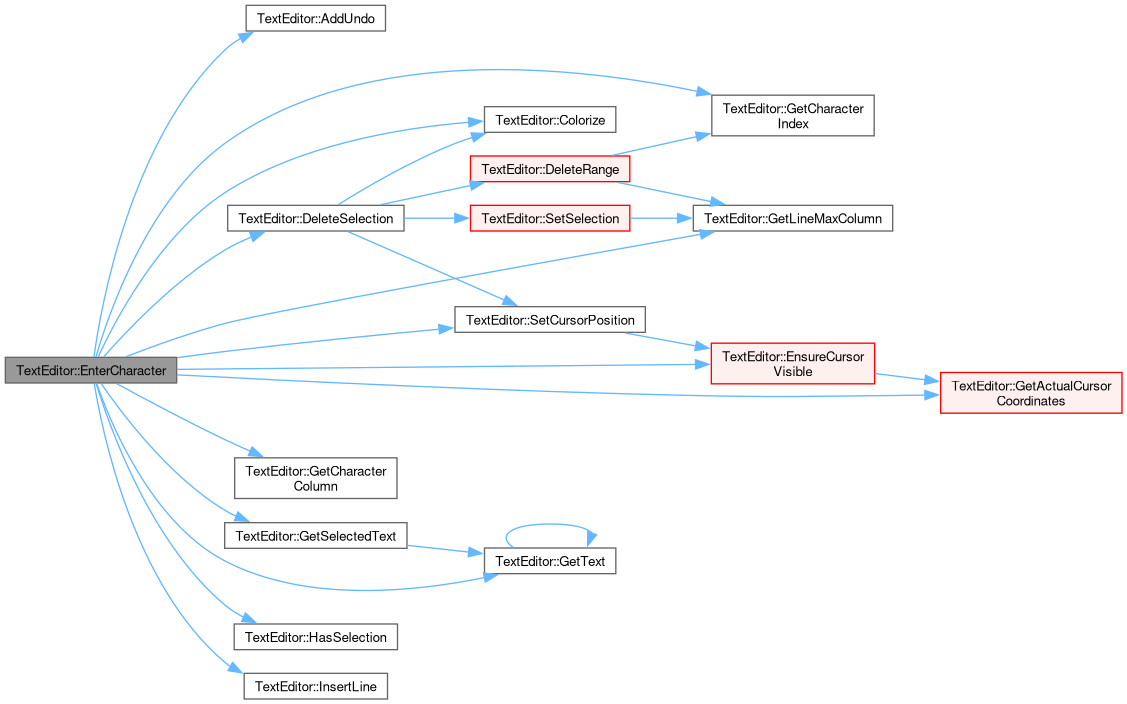 TextEditor::AddUndo
TextEditor::GetCharacter
Index
TextEditor::Colorize
TextEditor::DeleteRange
TextEditor::DeleteSelection
TextEditor::SetSelection
TextEditor::GetLineMaxColumn
TextEditor::SetCursorPosition
TextEditor::EnterCharacter
TextEditor::EnsureCursor
Visible
TextEditor::GetActualCursor
Coordinates
TextEditor::GetCharacter
Column
TextEditor::GetSelectedText
TextEditor::GetText
TextEditor::HasSelection
TextEditor::InsertLine